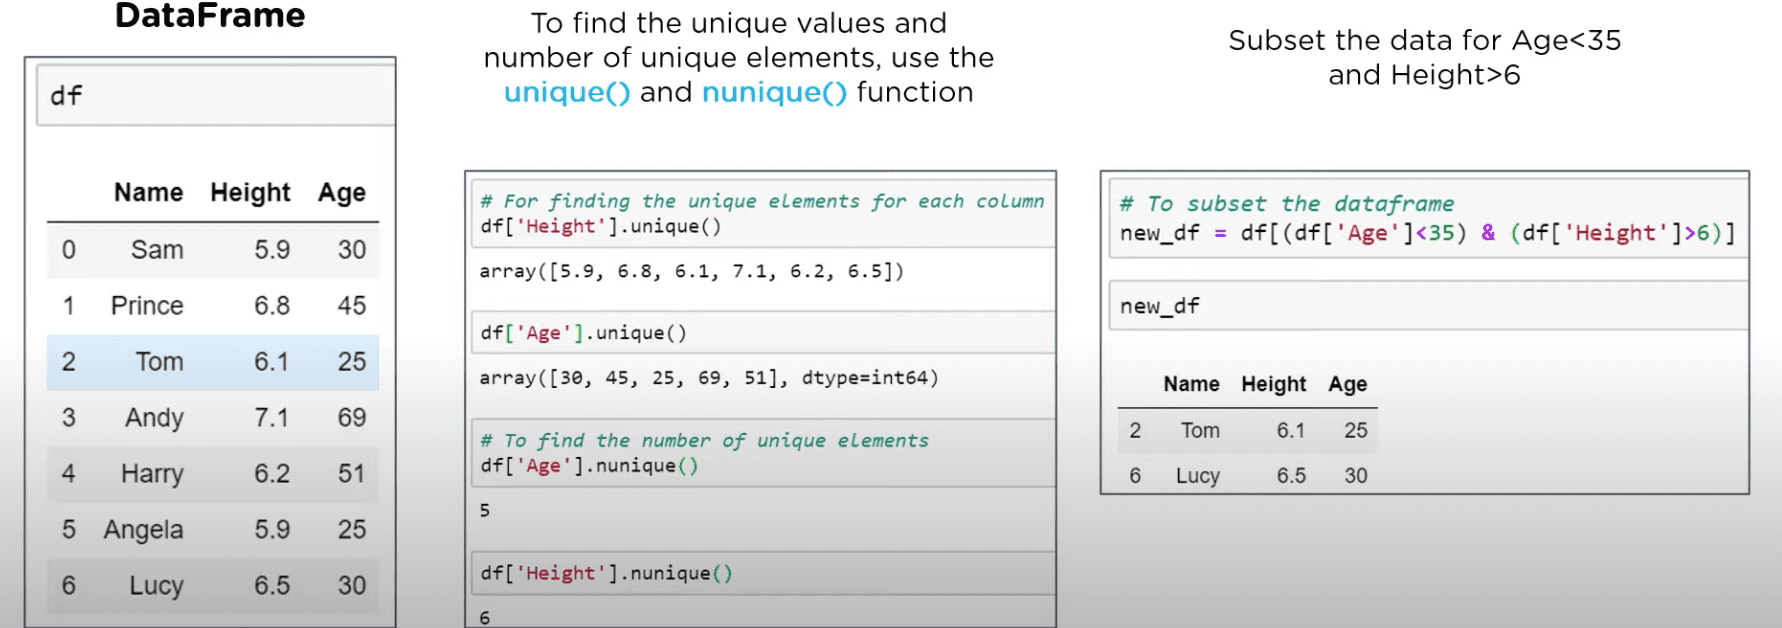 DataFrame
df
Name Height Age
0 Sam 5.9 30
1 Prince 6.8 45
2 Tom 6.1 25
3 Andy 7.1 69
4 Harry 6.2 51
5 Angela 5.9 25
6 Lucy 6.5 30
To find the unique values and
number of unique elements, use the
unique() and nunique() function
# For finding the unique elements for each column
df['Height'].unique()
array([5.9, 6.8, 6.1, 7.1, 6.2, 6.5])
df['Age'].unique()
array([30, 45, 25, 69, 51], dtype=int64)
# To find the number of unique elements
df['Age'].nunique()
5
df['Height'].nunique()
6
Subset the data for Age<35
and Height>6
# To subset the dataframe
new_df = df[(df['Age']<35) & (df['Height']>6)]
new_df
Name Height Age
2 Tom 6.1 25
6 Lucy 6.5 30